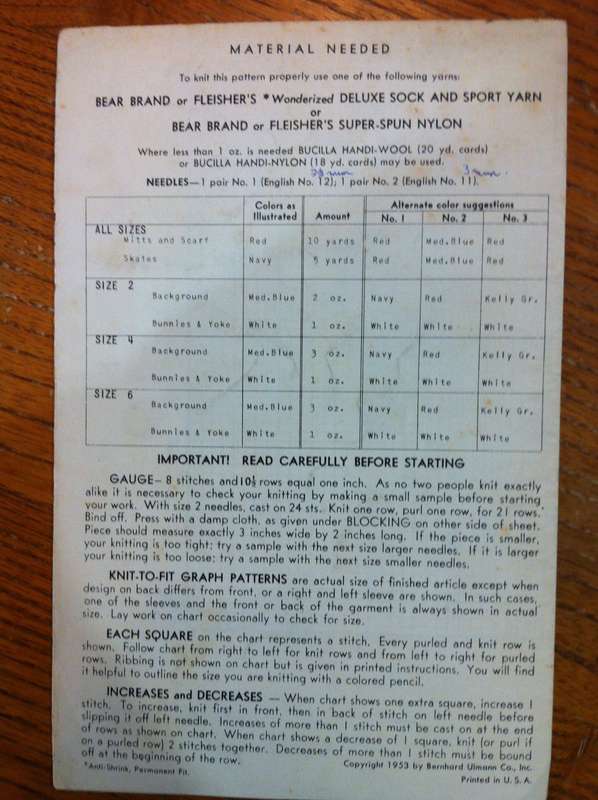 MATERIAL NEEDED
To knit this pattern properly use one of the following yarns:
BEAR BRAND or FLEISHER'S *Wonderized DELUXE SOCK AND SPORT YARN
or
BEAR BRAND or FLEISHER'S SUPER-SPUN NYLON
Where less than 1 oz. is needed BUCILLA HANDI-WOOL (20 yd. cards)
or BUCILLA HANDI-NYLON (18 yd. cards) may be used.
NEEDLES—1 pair No. 1 (English No. 12); 1 pair No. 2 (English No. 11).
Colors as Illustrated Amount Alternate color suggestions
No. 1 No. 2 No. 3
ALL SIZES
Mitts and Scarf Red 10 yards Red Med.Blue Red
Skates Navy 5 yards Red Med.Blue Red
SIZE 2
Background Med.Blue 2 oz. Navy Red Kelly Gr.
Bunnies & Yoke White 1 oz. White White White
SIZE 4
Background Med.Blue 3 oz. Navy Red Kelly Gr.
Bunnies & Yoke White 1 oz. White White White
SIZE 6
Background Med.Blue 3 oz. Navy Red Kelly Gr.
Bunnies & Yoke White 1 oz. White White White
IMPORTANT! READ CAREFULLY BEFORE STARTING
GAUGE— 8 stitches and 10½ rows equal one inch. As no two people knit exactly
alike it is necessary to check your knitting by making a small sample before starting
your work. With size 2 needles, cast on 24 sts. Knit one row, purl one row, for 21 rows.
Bind off. Press with a damp cloth, as given under BLOCKING on other side of sheet.
Piece should measure exactly 3 inches wide by 2 inches long. If the piece is smaller,
your knitting is too tight; try a sample with the next size larger needles. If it is larger
your knitting is too loose; try a sample with the next size smaller needles.
KNIT-TO-FIT GRAPH PATTERNS are actual size of finished article except when
design on back differs from front, or a right and left sleeve are shown. In such cases,
one of the sleeves and the front or back of the garment is always shown in actual
size. Lay work on chart occasionally to check for size.
EACH SQUARE on the chart represents a stitch. Every purled and knit row is
shown. Follow chart from right to left for knit rows and from left to right for purled
rows. Ribbing is not shown on chart but is given in printed instructions. You will find
it helpful to outline the size you are knitting with a colored pencil.
INCREASES and DECREASES — When chart shows one extra square, increase 1
stitch. To increase, knit first in front, then in back of stitch on left needle before
slipping it off left needle. Increases of more than 1 stitch must be cast on at the end
of rows as shown on chart. When chart shows a decrease of 1 square, knit (or purl if
on a purled row) 2 stitches together. Decreases of more than 1 stitch must be bound
off at the beginning of the row.
Copyright 1953 by Bernhard Ulmann Co., Inc.
*Anti-Shrink, Permanent Fit.
Printed in U. S. A.